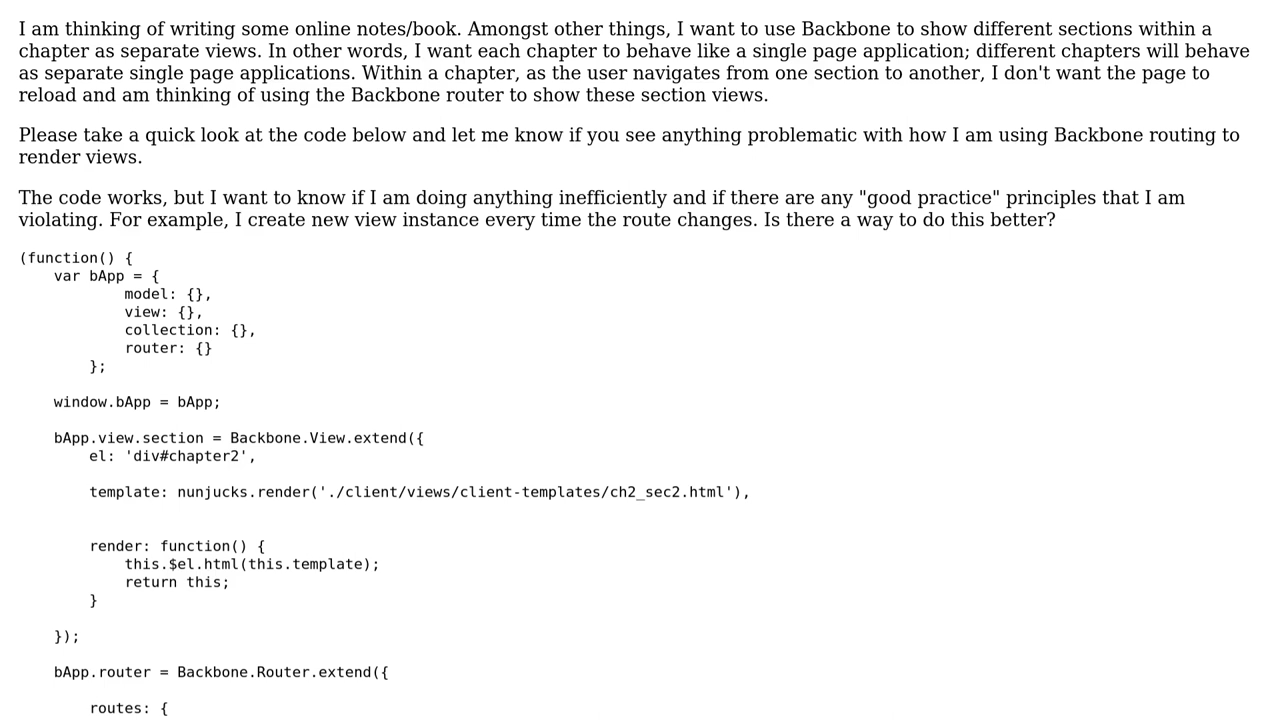 I am thinking of writing some online notes/book. Amongst other things, I want to use Backbone to show different sections within a
chapter as separate views. In other words, I want each chapter to behave like a single page application; different chapters will behave
as separate single page applications. Within a chapter, as the user navigates from one section to another, I don't want the page to
reload and am thinking of using the Backbone router to show these section views.
Please take a quick look at the code below and let me know if you see anything problematic with how I am using Backbone routing to
render views.
The code works, but I want to know if I am doing anything inefficiently and if there are any "good practice" principles that I am
violating. For example, I create new view instance every time the route changes. Is there a way to do this better?
(function() {
    var bApp = {
            model: {},
            view: {},
            collection: {},
            router: {}
        };
    window.bApp = bApp;
    bApp.view.section = Backbone.View.extend({
        el: 'div#chapter2',
        template: nunjucks.render('./client/views/client-templates/ch2_sec2.html'),
        render: function() {
            this.$el.html(this.template);
            return this;
        }
    });
    bApp.router = Backbone.Router.extend({
        routes: {